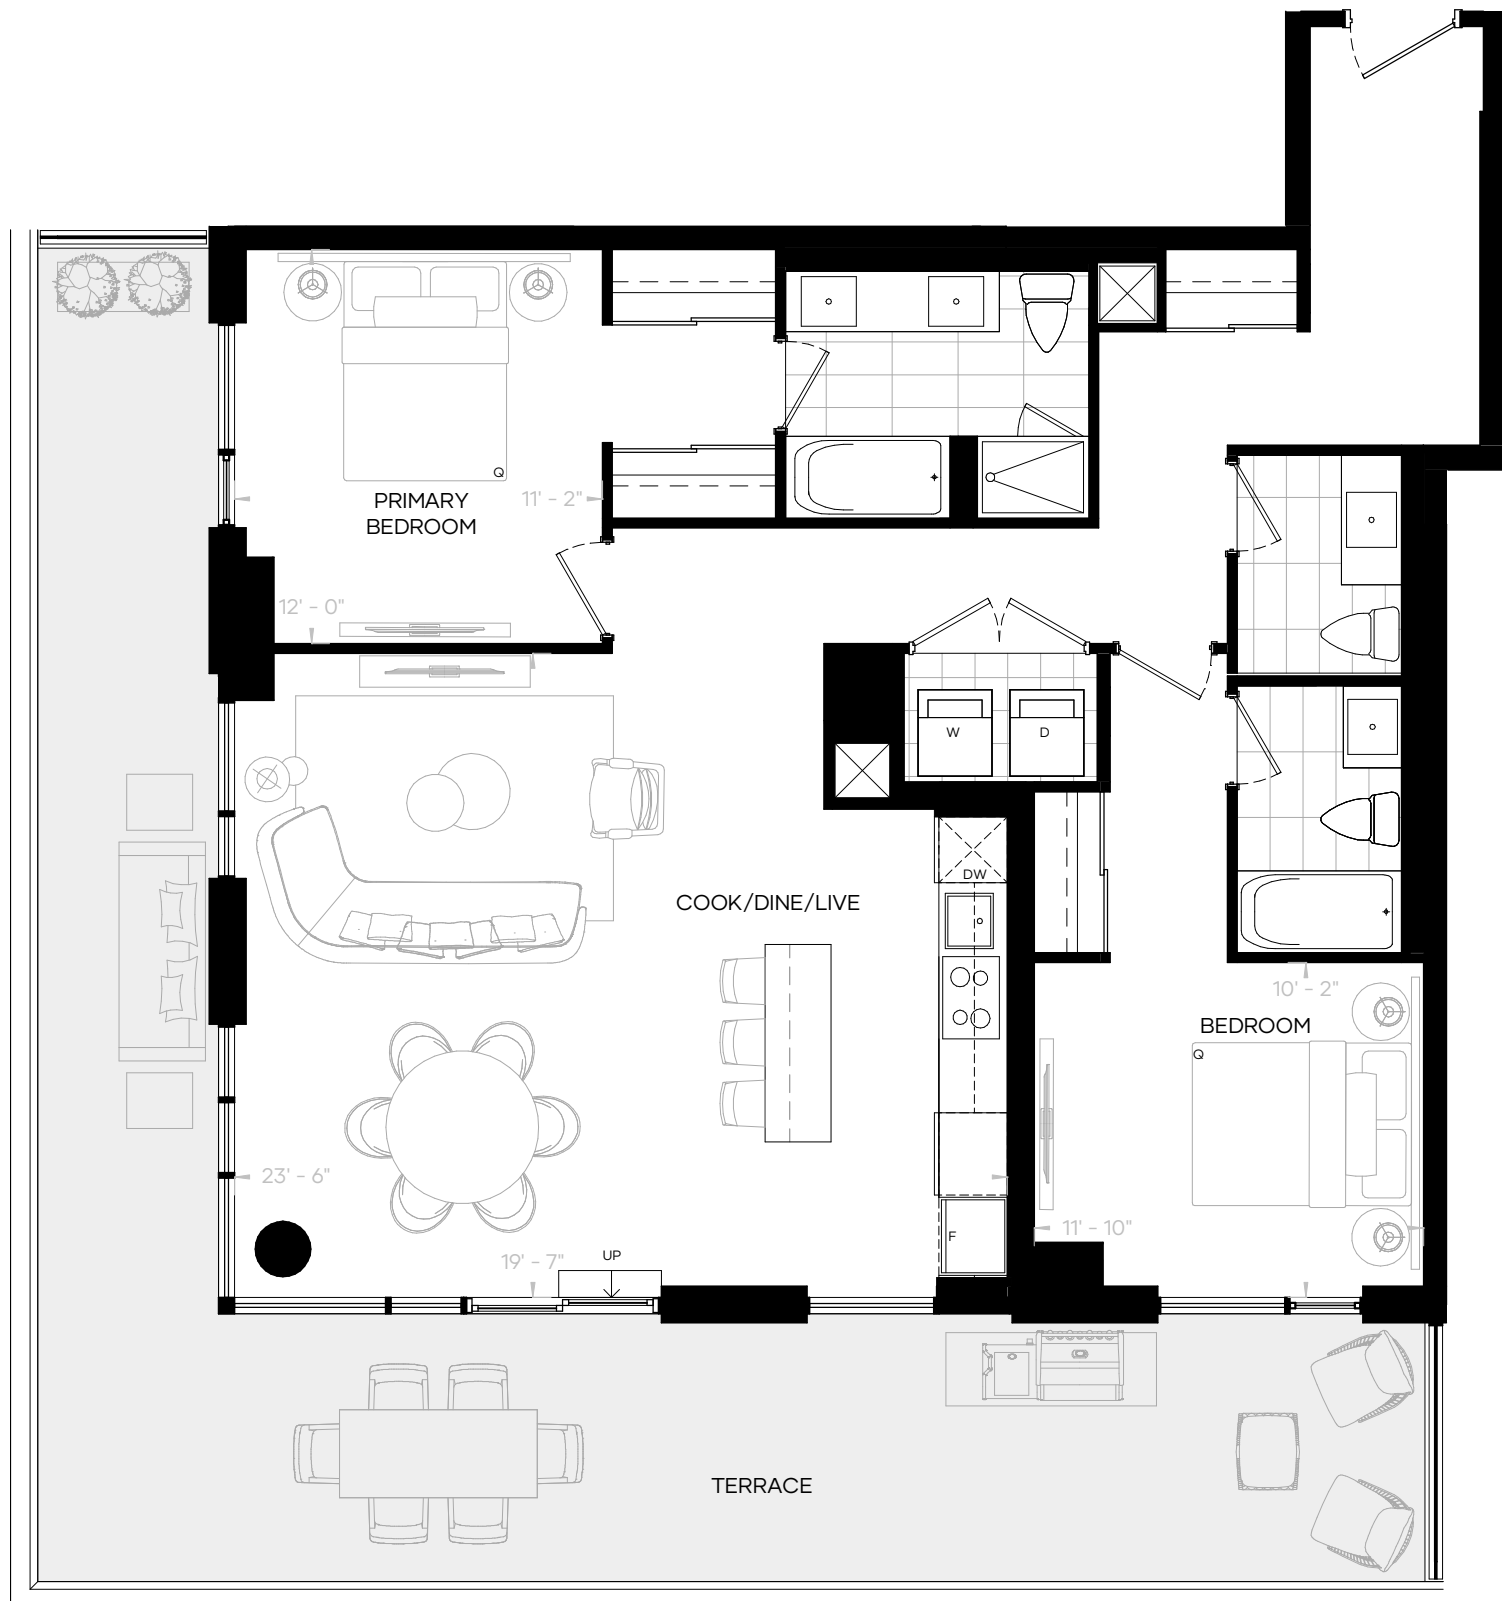 Q
11' - 2"
PRIMARY
BEDROOM
12' - 0"
W
D
DW
COOK/DINE/LIVE
10' - 2"
BEDROOM
Q
23' - 6"
F
11' - 10"
19' - 7"
UP
TERRACE